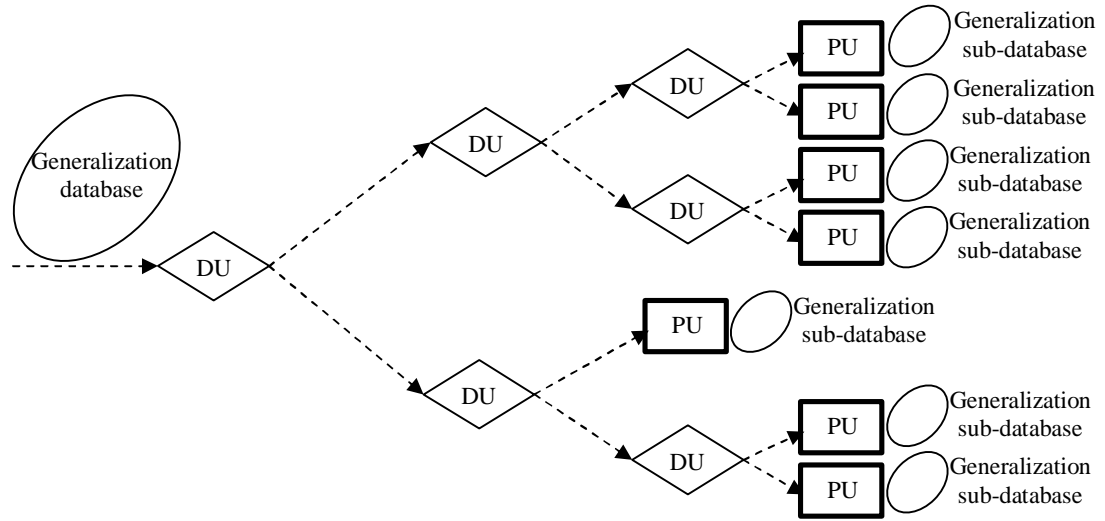 Generalization
sub-database
PU
DU
Generalization
sub-database
PU
DU
Generalization
database
Generalization
sub-database
PU
DU
Generalization
sub-database
PU
DU
Generalization
sub-database
PU
DU
Generalization
sub-database
PU
DU
Generalization
sub-database
PU